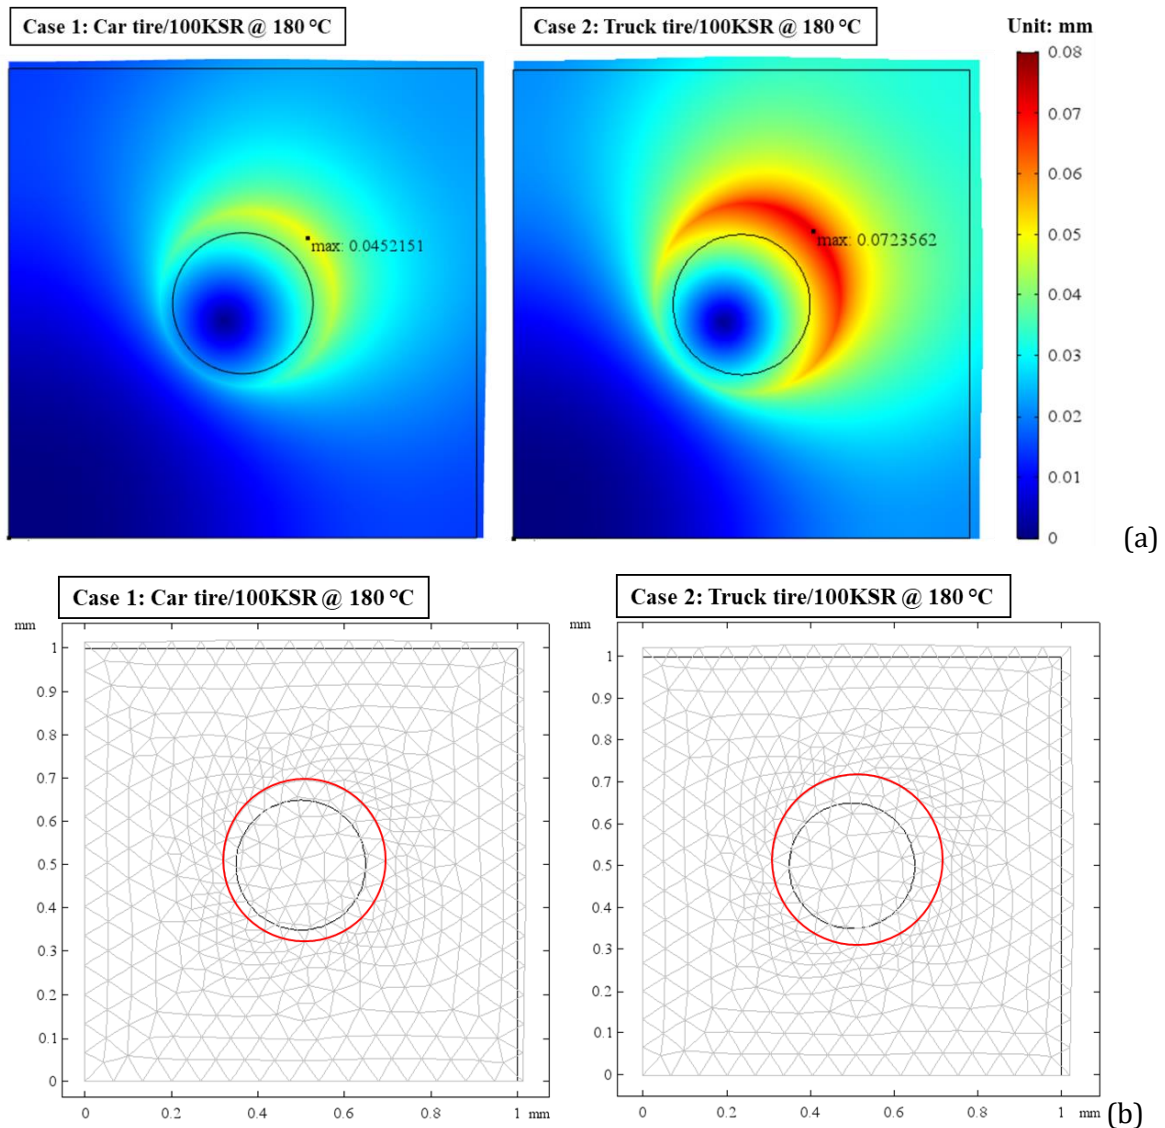 Case 1: Car tire/100KSR @ 180 °C
Case 2: Truck tire/100KSR @ 180 °C
Unit: mm
max: 0.0452151
max: 0.0723562
0.08
0.07
0.06
0.05
0.04
0.03
0.02
0.01
0
(a)
Case 1: Car tire/100KSR @ 180 °C
mm
1
0.9
0.8
0.7
0.6
0.5
0.4
0.3
0.2
0.1
0
0 0.2 0.4 0.6 0.8 1 mm
Case 2: Truck tire/100KSR @ 180 °C
mm
1
0.9
0.8
0.7
0.6
0.5
0.4
0.3
0.2
0.1
0
0 0.2 0.4 0.6 0.8 1 mm
(b)